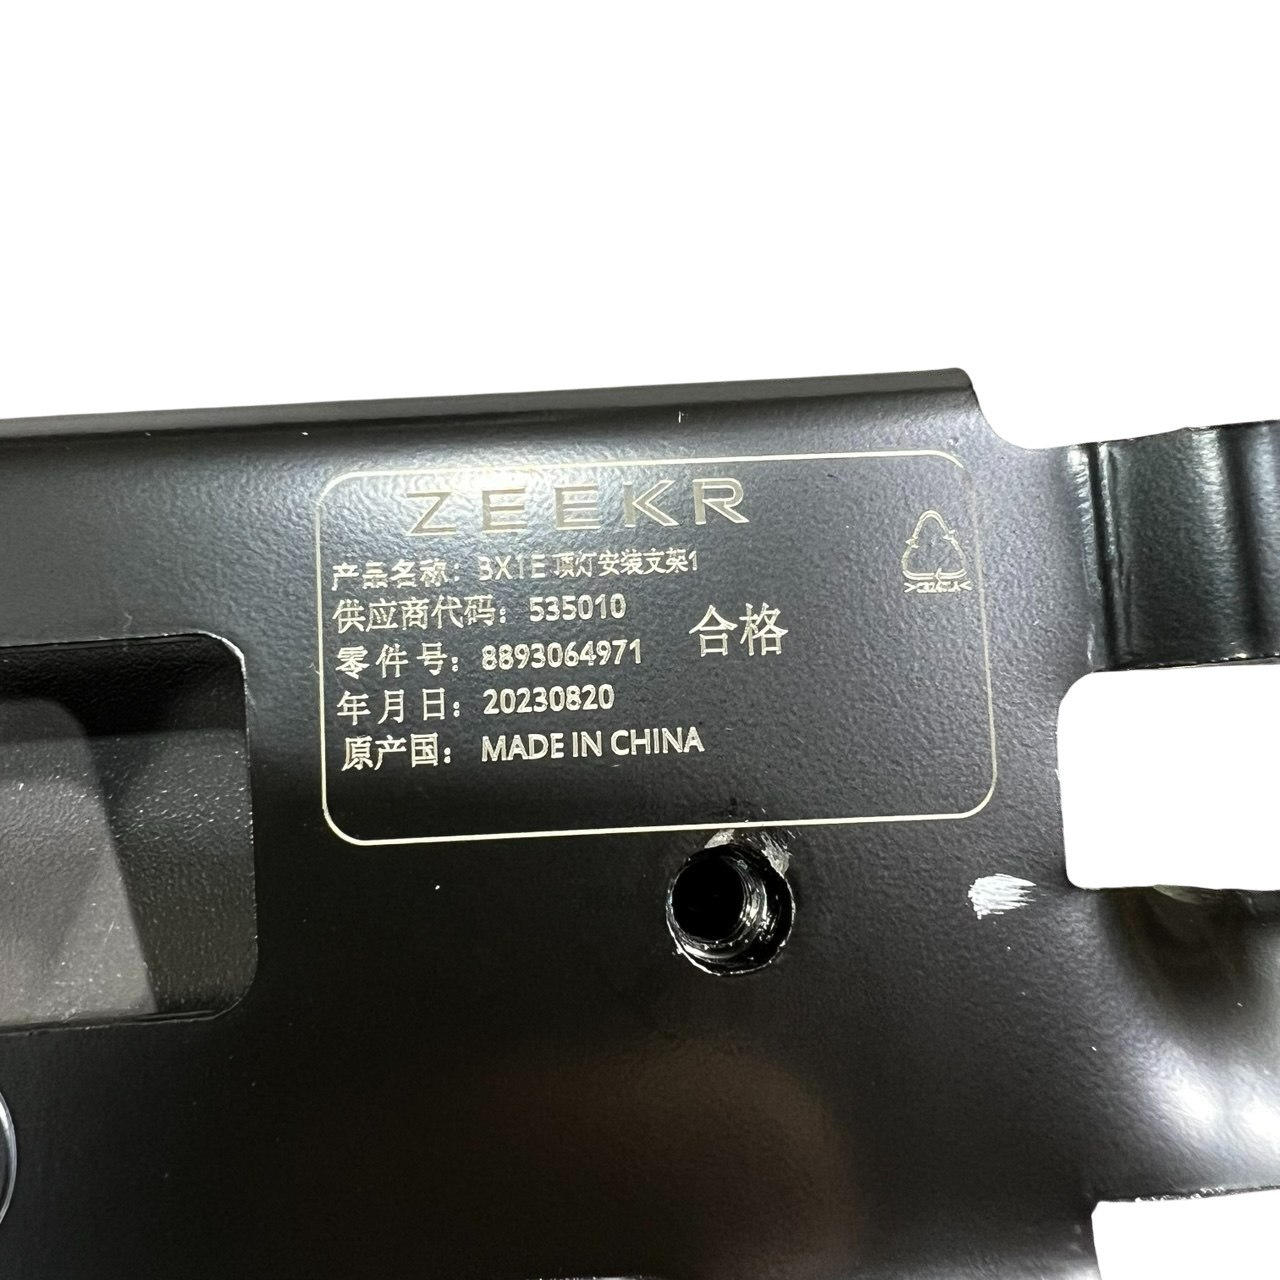 ZEEKR
产品名称: BX1E 顶灯安装支架1
供应商代码: 535010
零件号: 8893064971
合格
年月日: 20230820
原产国: MADE IN CHINA